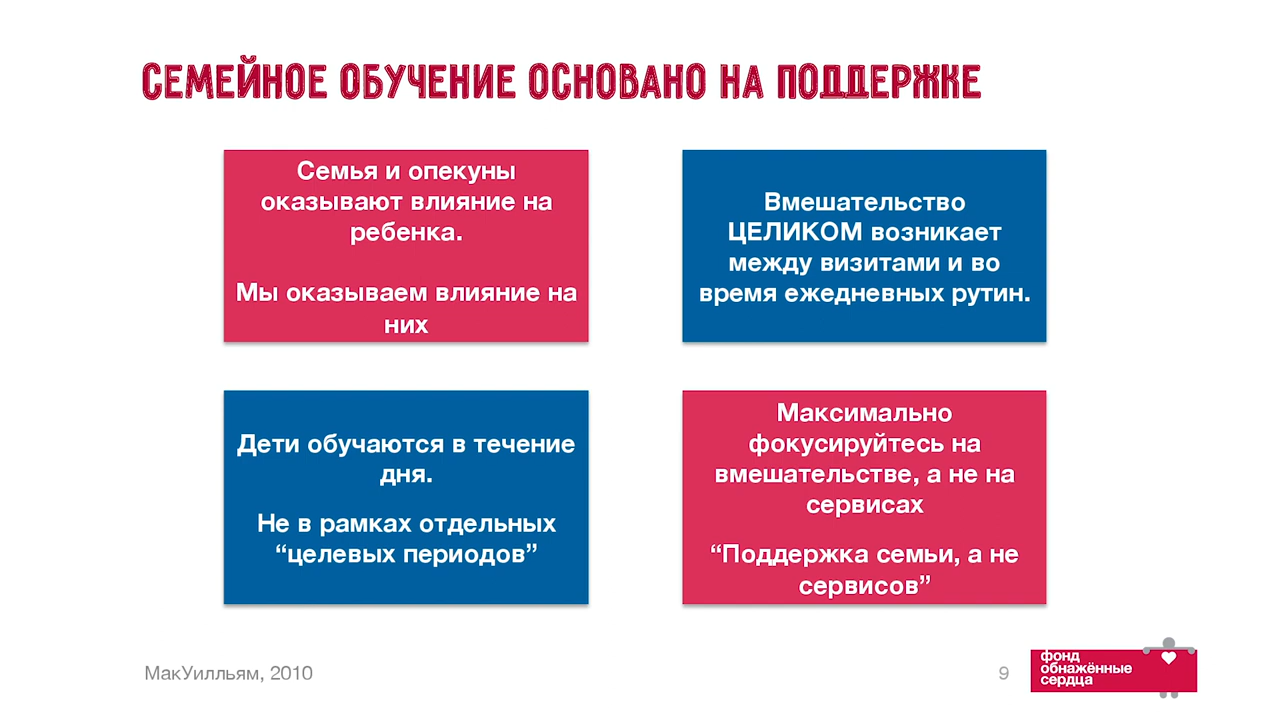 СЕМЕЙНОЕ ОБУЧЕНИЕ ОСНОВАНО НА ПОДДЕРЖКЕ
Семья и опекуны
оказывают влияние на
ребенка.
Мы оказываем влияние на
них
Вмешательство
ЦЕЛИКОМ возникает
между визитами и во
время ежедневных рутин.
Дети обучаются в течение
дня.
Не в рамках отдельных
“целевых периодов”
Максимально
фокусируйтесь на
вмешательстве, а не на
сервисах
“Поддержка семьи, а не
сервисов”
МакУилльям, 2010
9
фонд
обнажённые
сердца